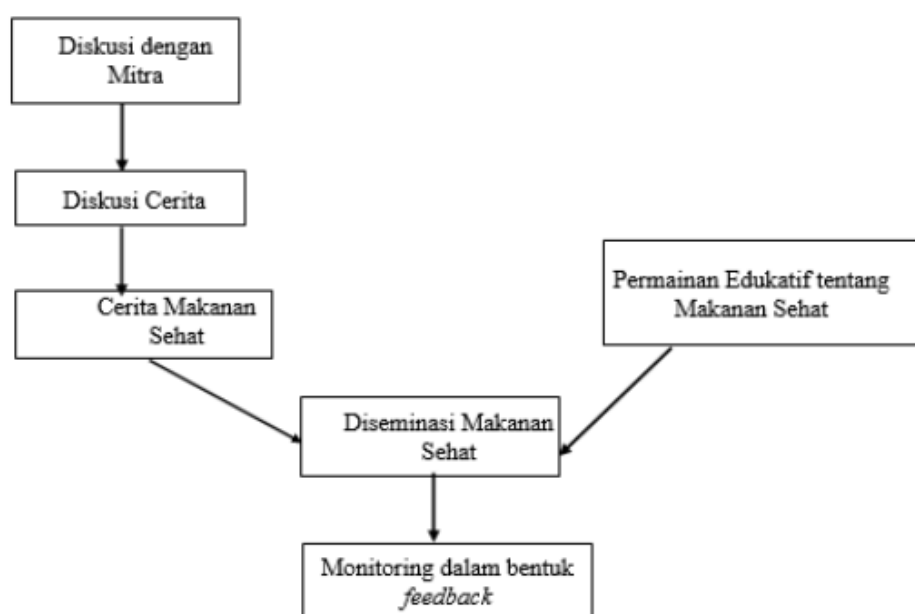 Diskusi dengan
Mitra
Diskusi Cerita
Cerita Makanan
Sehat
Permainan Edukatif tentang
Makanan Sehat
Diseminasi Makanan
Sehat
Monitoring dalam bentuk
feedback